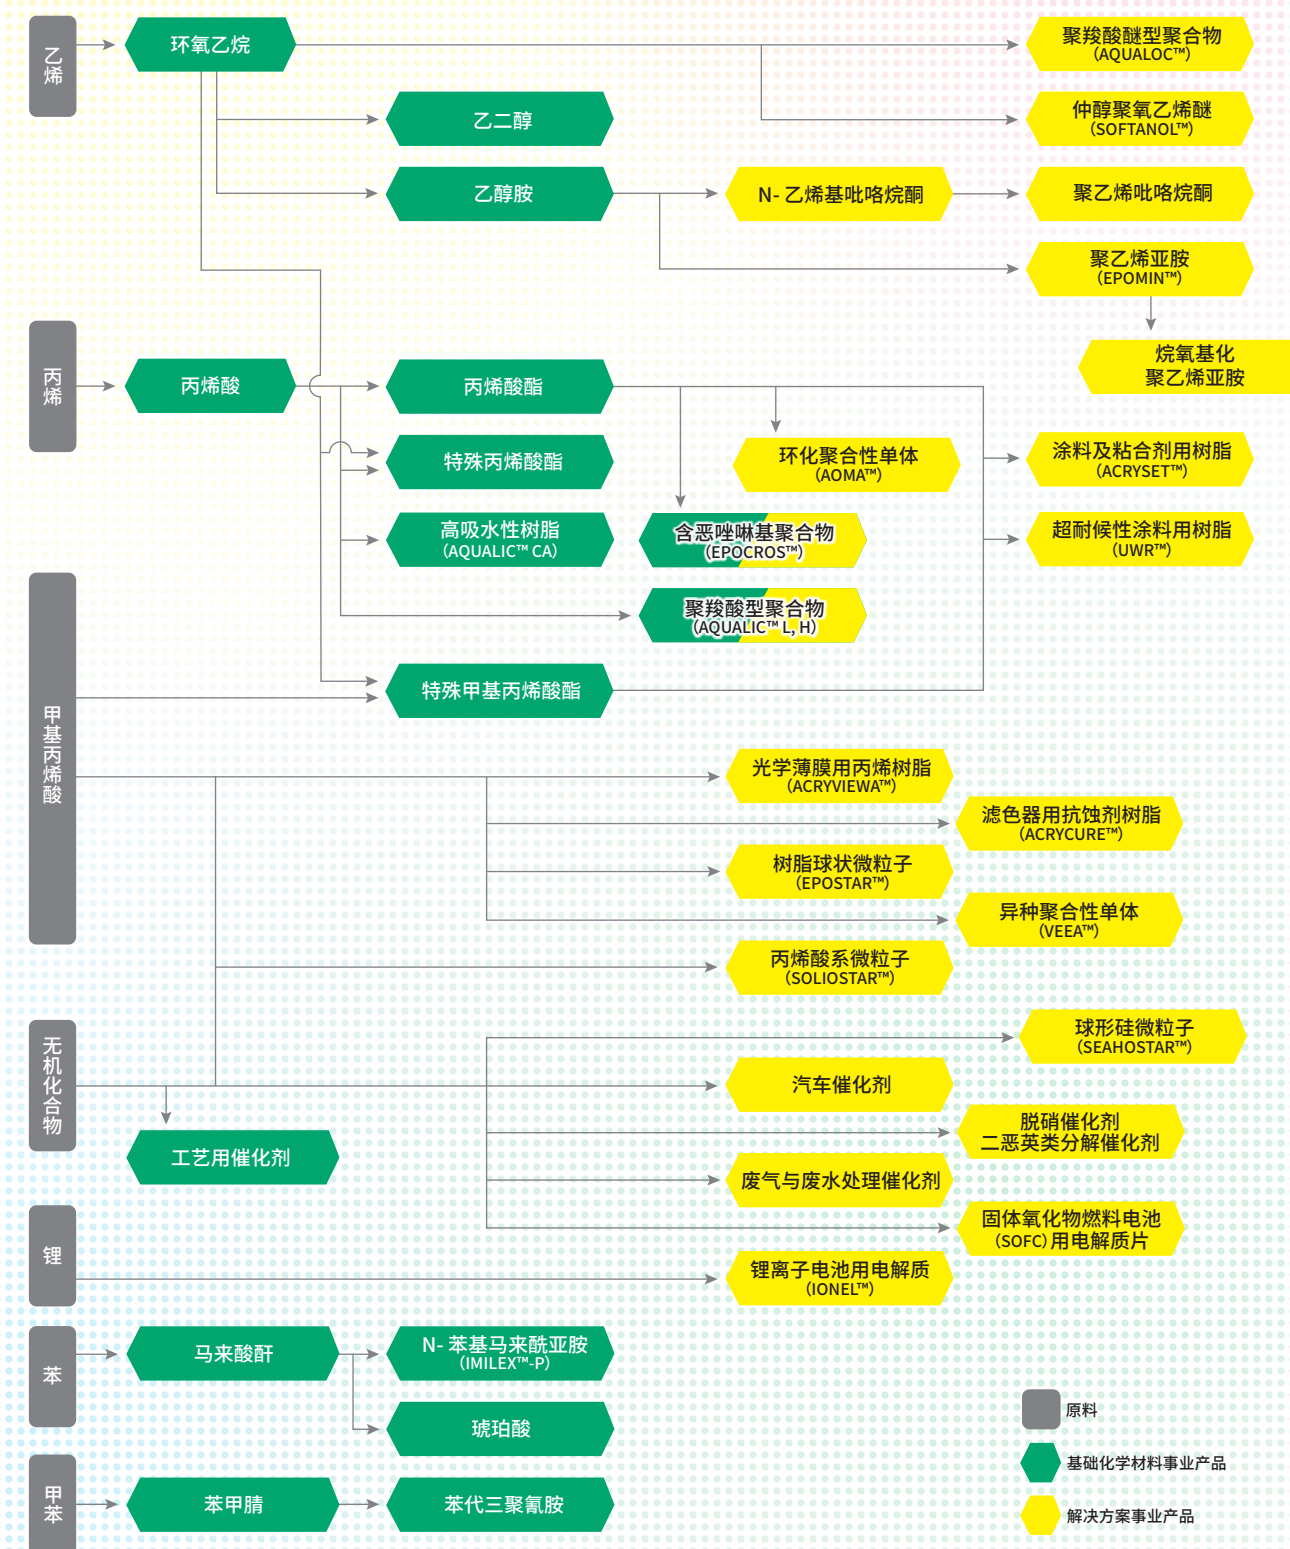 乙烯
环氧乙烷
聚羧酸醚型聚合物
（AQUALOC™）
乙二醇
仲醇聚氧乙烯醚
（SOFTANOL™）
乙醇胺
N- 乙烯基吡咯烷酮
聚乙烯吡咯烷酮
聚乙烯亚胺
（EPOMIN™）
烷氧基化
聚乙烯亚胺
丙烯
丙烯酸
丙烯酸酯
特殊丙烯酸酯
环化聚合性单体
（AOMA™）
涂料及粘合剂用树脂
（ACRYSET™）
高吸水性树脂
（AQUALIC™ CA）
含恶唑啉基聚合物
（EPOCROS™）
超耐候性涂料用树脂
（UWR™）
聚羧酸型聚合物
（AQUALIC™ L, H）
甲基丙烯酸
特殊甲基丙烯酸酯
光学薄膜用丙烯树脂
（ACRYVIEWA™）
滤色器用抗蚀剂树脂
（ACRYCURE™）
树脂球状微粒子
（EPOSTAR™）
异种聚合性单体
（VEEA™）
丙烯酸系微粒子
（SOLIOSTAR™）
无机化合物
球形硅微粒子
（SEAHOSTAR™）
汽车催化剂
脱硝催化剂
二恶英类分解催化剂
工艺用催化剂
废气与废水处理催化剂
固体氧化物燃料电池
（SOFC）用电解质片
锂
锂离子电池用电解质
（IONEL™）
苯
马来酸酐
N- 苯基马来酰亚胺
（IMILEX™-P）
琥珀酸
甲苯
苯甲腈
苯代三聚氰胺
原料
基础化学材料事业产品
解决方案事业产品